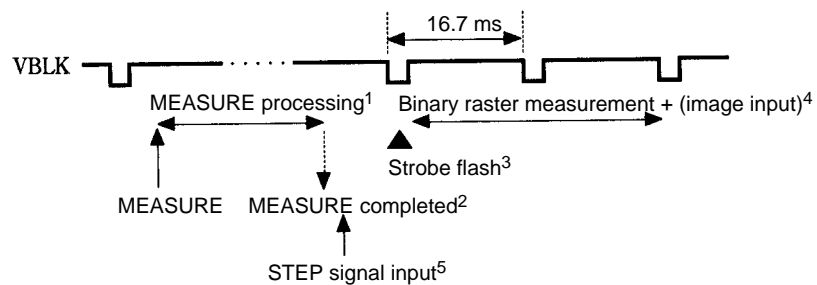 16.7 ms
VBLK
MEASURE processing¹
Binary raster measurement + (image input)⁴
Strobe flash³
MEASURE
MEASURE completed²
STEP signal input⁵